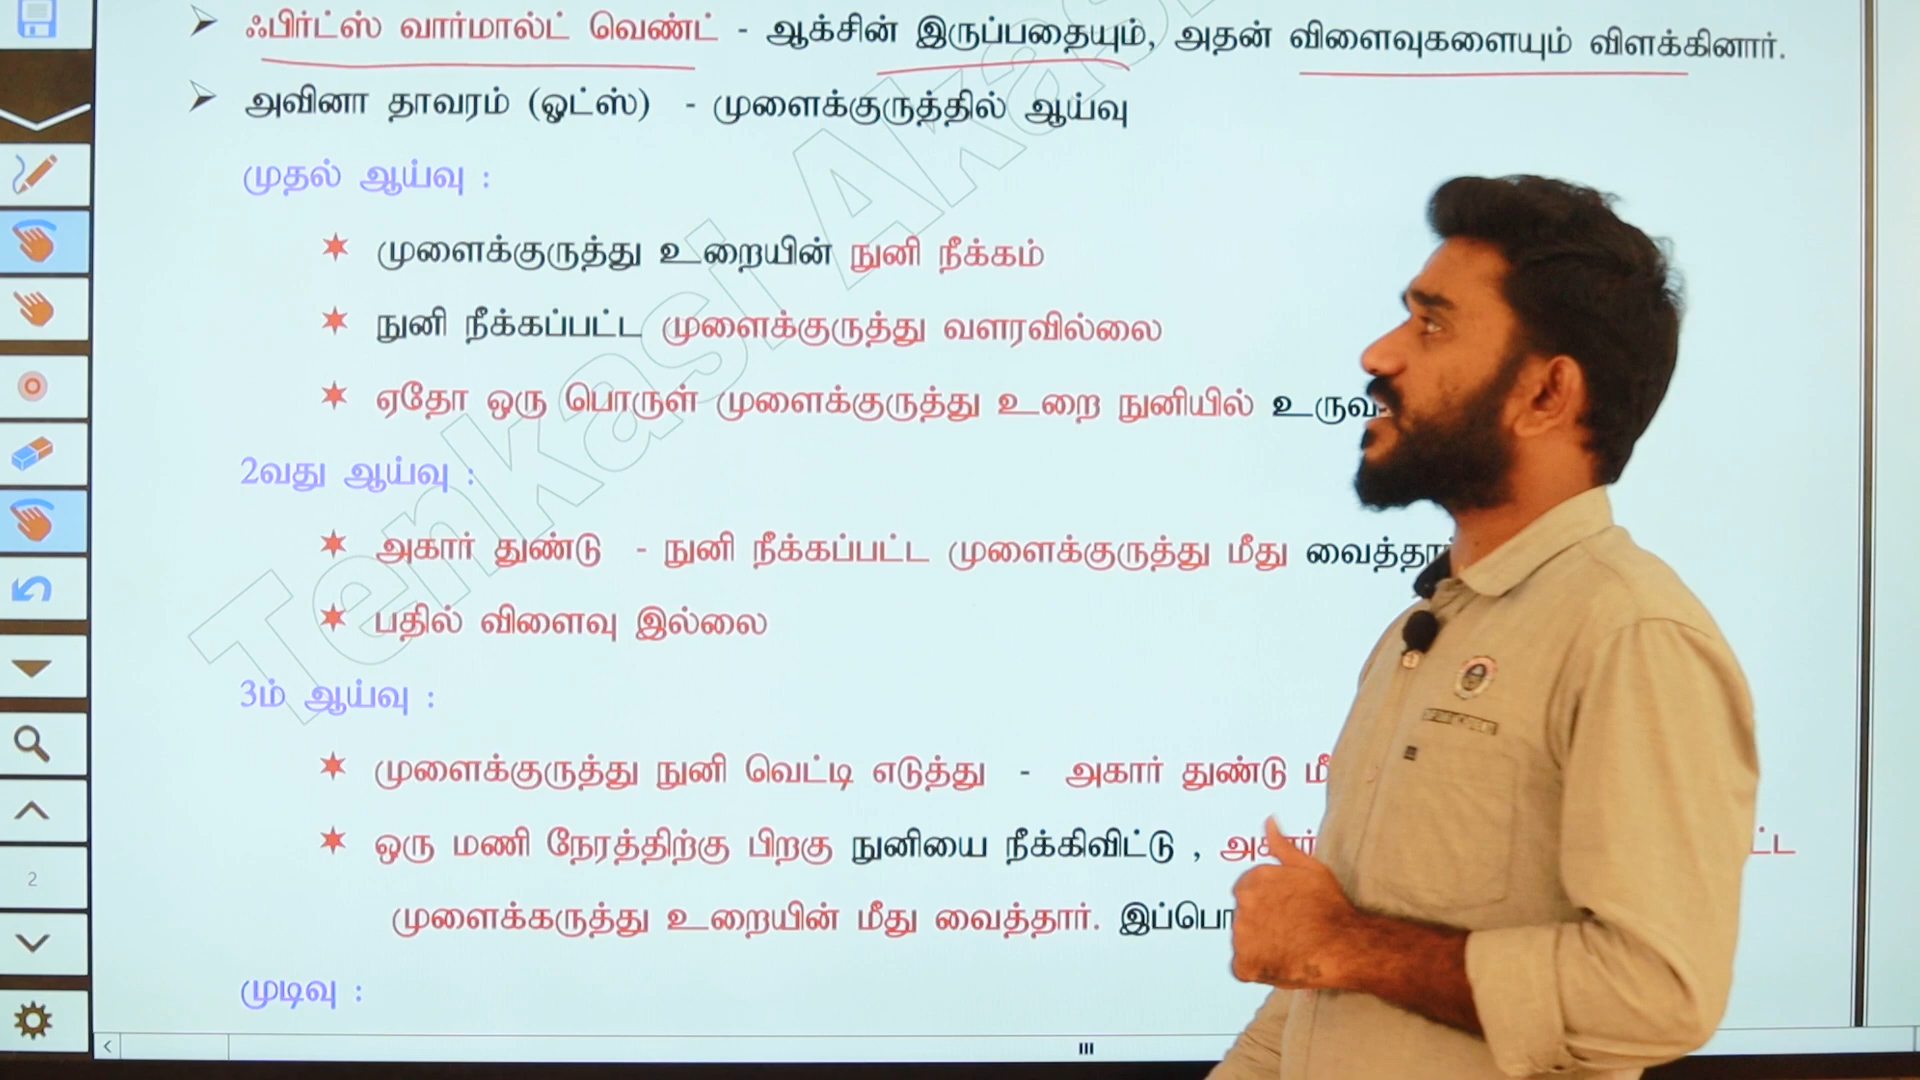 ஃபிர்ட்ஸ் வார்மால்ட் வெண்ட் - ஆக்சின் இருப்பதையும், அதன் விளைவுகளையும் விளக்கினார்.
அவினா தாவரம் (ஓட்ஸ்) - முளைக்குருத்தில் ஆய்வு
முதல் ஆய்வு :
முளைக்குருத்து உறையின் நுனி நீக்கம்
நுனி நீக்கப்பட்ட முளைக்குருத்து வளரவில்லை
ஏதோ ஒரு பொருள் முளைக்குருத்து உறை நுனியில்
2வது ஆய்வு :
அகார் துண்டு - நுனி நீக்கப்பட்ட முளைக்குருத்து மீது
பதில் விளைவு இல்லை
3ம் ஆய்வு :
முளைக்குருத்து நுனி வெட்டி எடுத்து - அகார் துண்டு
ஒரு மணி நேரத்திற்கு பிறகு நுனியை நீக்கிவிட்டு ,
முளைக்கருத்து உறையின் மீது வைத்தார்.
முடிவு :
2